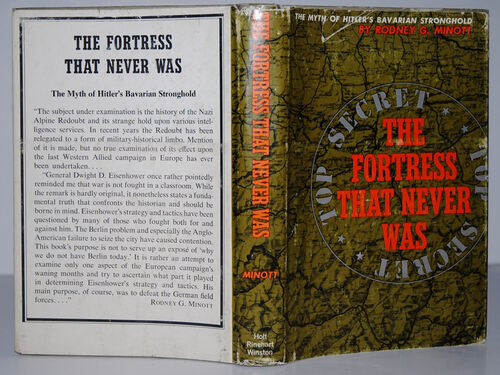 THE FORTRESS
THAT NEVER WAS
The Myth of Hitler's Bavarian Stronghold
"The subject under examination is the history of the Nazi
Alpine Redoubt and its strange hold upon various intel-
ligence services. In recent years the Redoubt has been
relegated to a form of military-historical limbo. Mention
of it is made, but no true examination of its effect upon
the last Western Allied campaign in Europe has ever
been undertaken. . . .
"General Dwight D. Eisenhower once rather pointedly
reminded me that war is not fought in a classroom. While
the remark is hardly original, it nonetheless states a funda-
mental truth that confronts the historian and should be
borne in mind. Eisenhower's strategy and tactics have been
questioned by many of those who fought both for and
against him. The Berlin problem and especially the Anglo-
American failure to seize the city have caused contention.
This book's purpose is not to serve up an exposé of 'why
we do not have Berlin today.' It is rather an attempt to
examine only one aspect of the European campaign's
waning months and try to ascertain what part it played
in determining Eisenhower's strategy and tactics. His
main purpose, of course, was to defeat the German field
forces. . . ."
RODNEY G. MINOTT
THE FORTRESS THAT NEVER WAS
MINOTT
Holt
Rinehart
Winston
THE MYTH OF HITLER'S BAVARIAN STRONGHOLD
BY RODNEY G. MINOTT
TOP SECRET
TOP SECRET
THE
FORTRESS
THAT NEVER
WAS